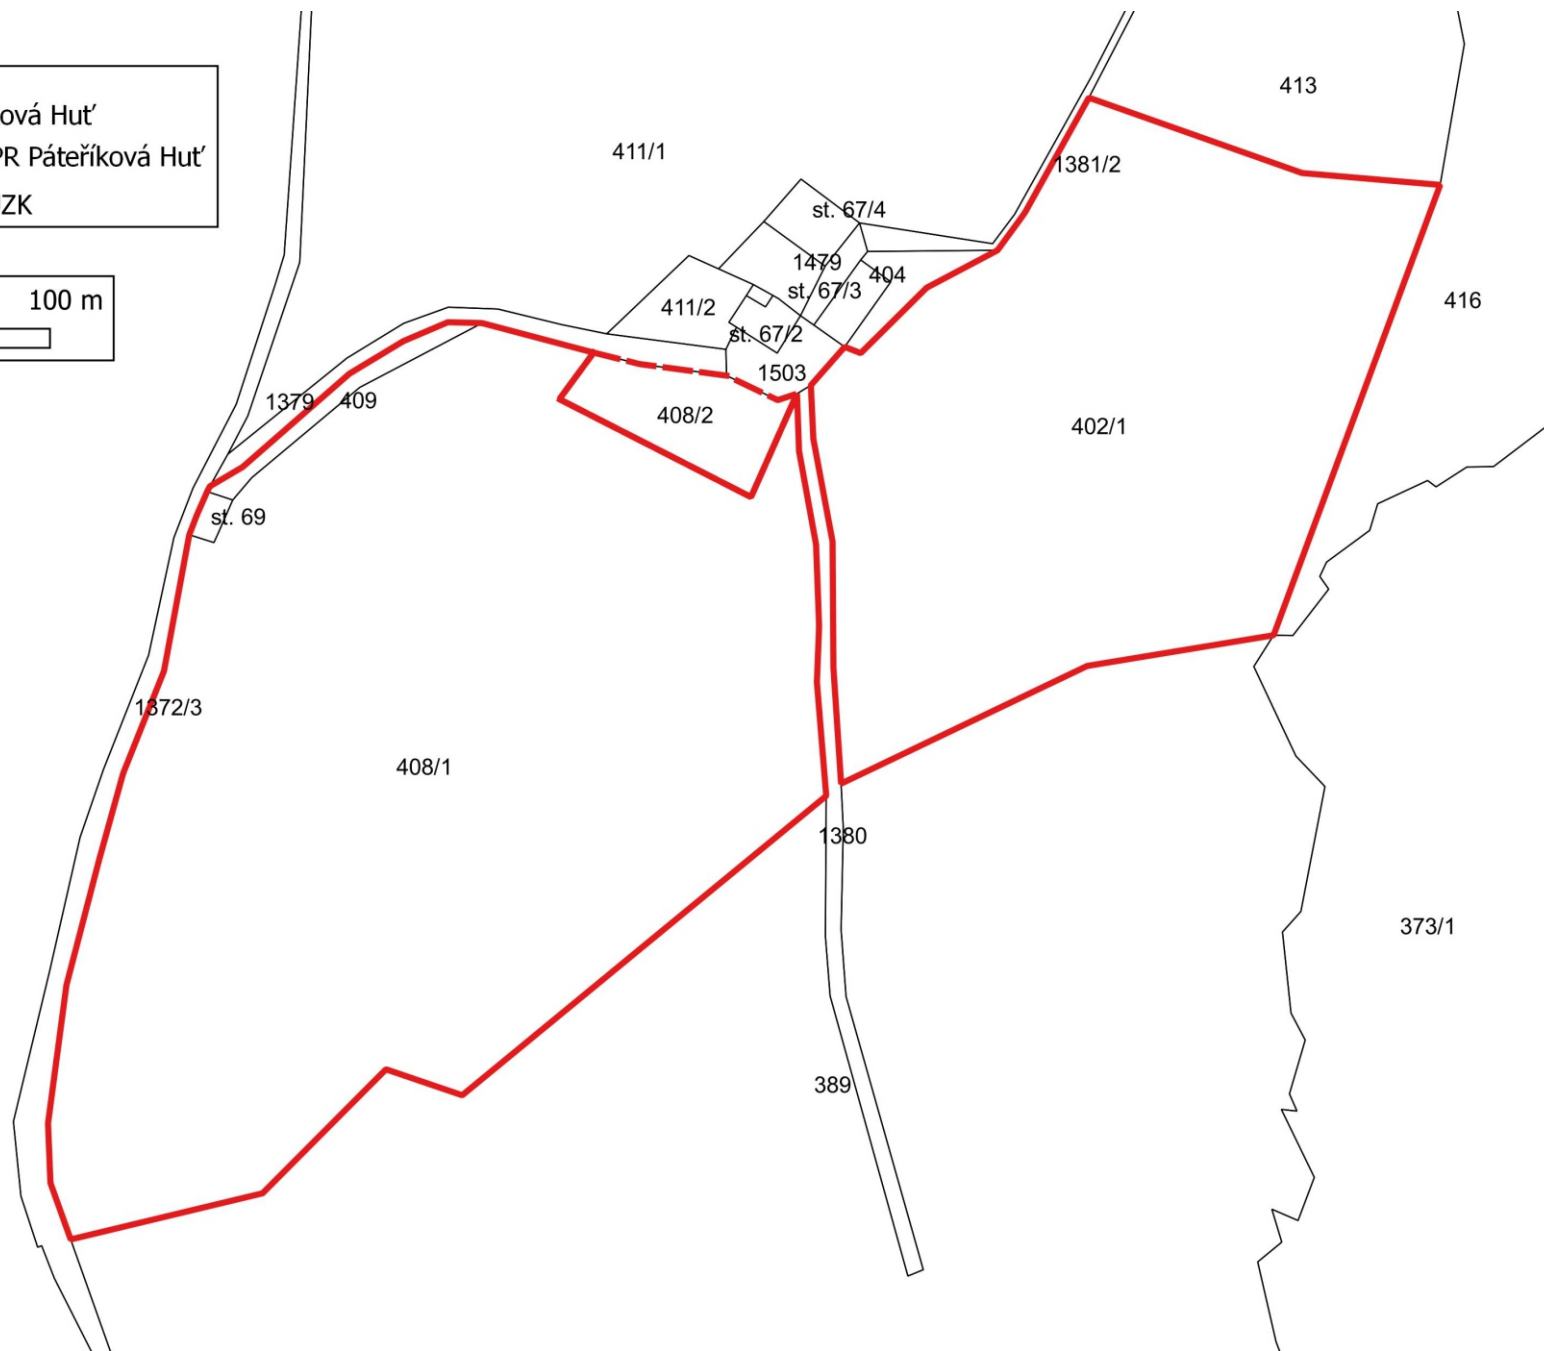 ová Huť
PR Páteříková Huť
ZK
100 m
413
411/1
1381/2
st. 67/4
1479
404
st. 67/3
416
411/2
st. 67/2
1503
1379
409
408/2
402/1
st. 69
1372/3
408/1
1380
373/1
389